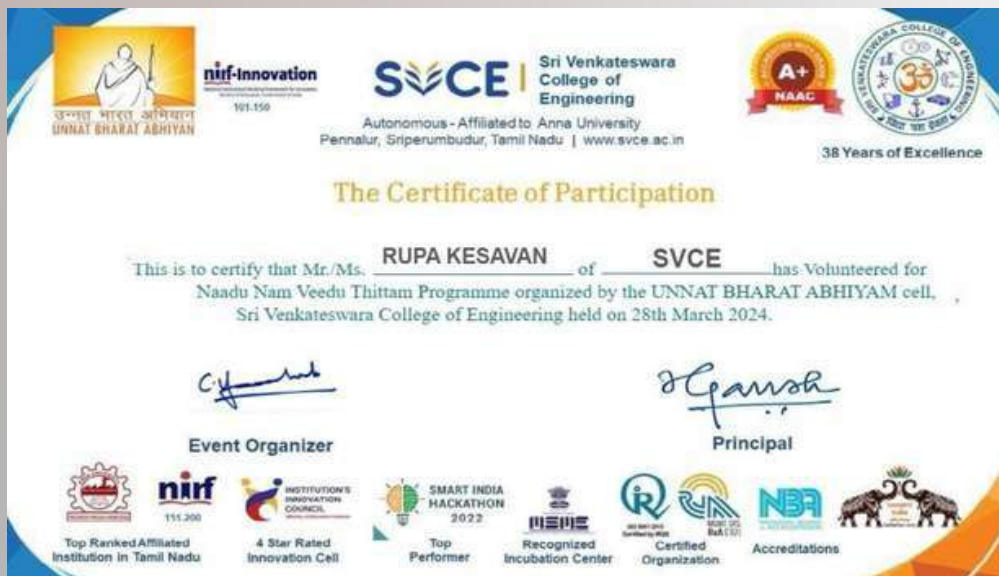 उन्नत भारत अभियान
UNNAT BHARAT ABHIYAN
nirf-Innovation
101-150
SVCE
Sri Venkateswara
College of
Engineering
Autonomous - Affiliated to Anna University
Pennalur, Sriperumbudur, Tamil Nadu | www.svce.ac.in
A+
NAAC
SRI VENKATESWARA COLLEGE OF ENGINEERING
ॐ
38 Years of Excellence
The Certificate of Participation
This is to certify that Mr./Ms. RUPA KESAVAN of SVCE has Volunteered for
Naadu Nam Veedu Thittam Programme organized by the UNNAT BHARAT ABHIYAM cell,
Sri Venkateswara College of Engineering held on 28th March 2024.
Event Organizer
Principal
nirf
151-200
INSTITUTION'S
INNOVATION
COUNCIL
SMART INDIA
HACKATHON
2022
NBA
Top Ranked Affiliated
Institution in Tamil Nadu
4 Star Rated
Innovation Cell
Top
Performer
Recognized
Incubation Center
Certified
Organization
Accreditations